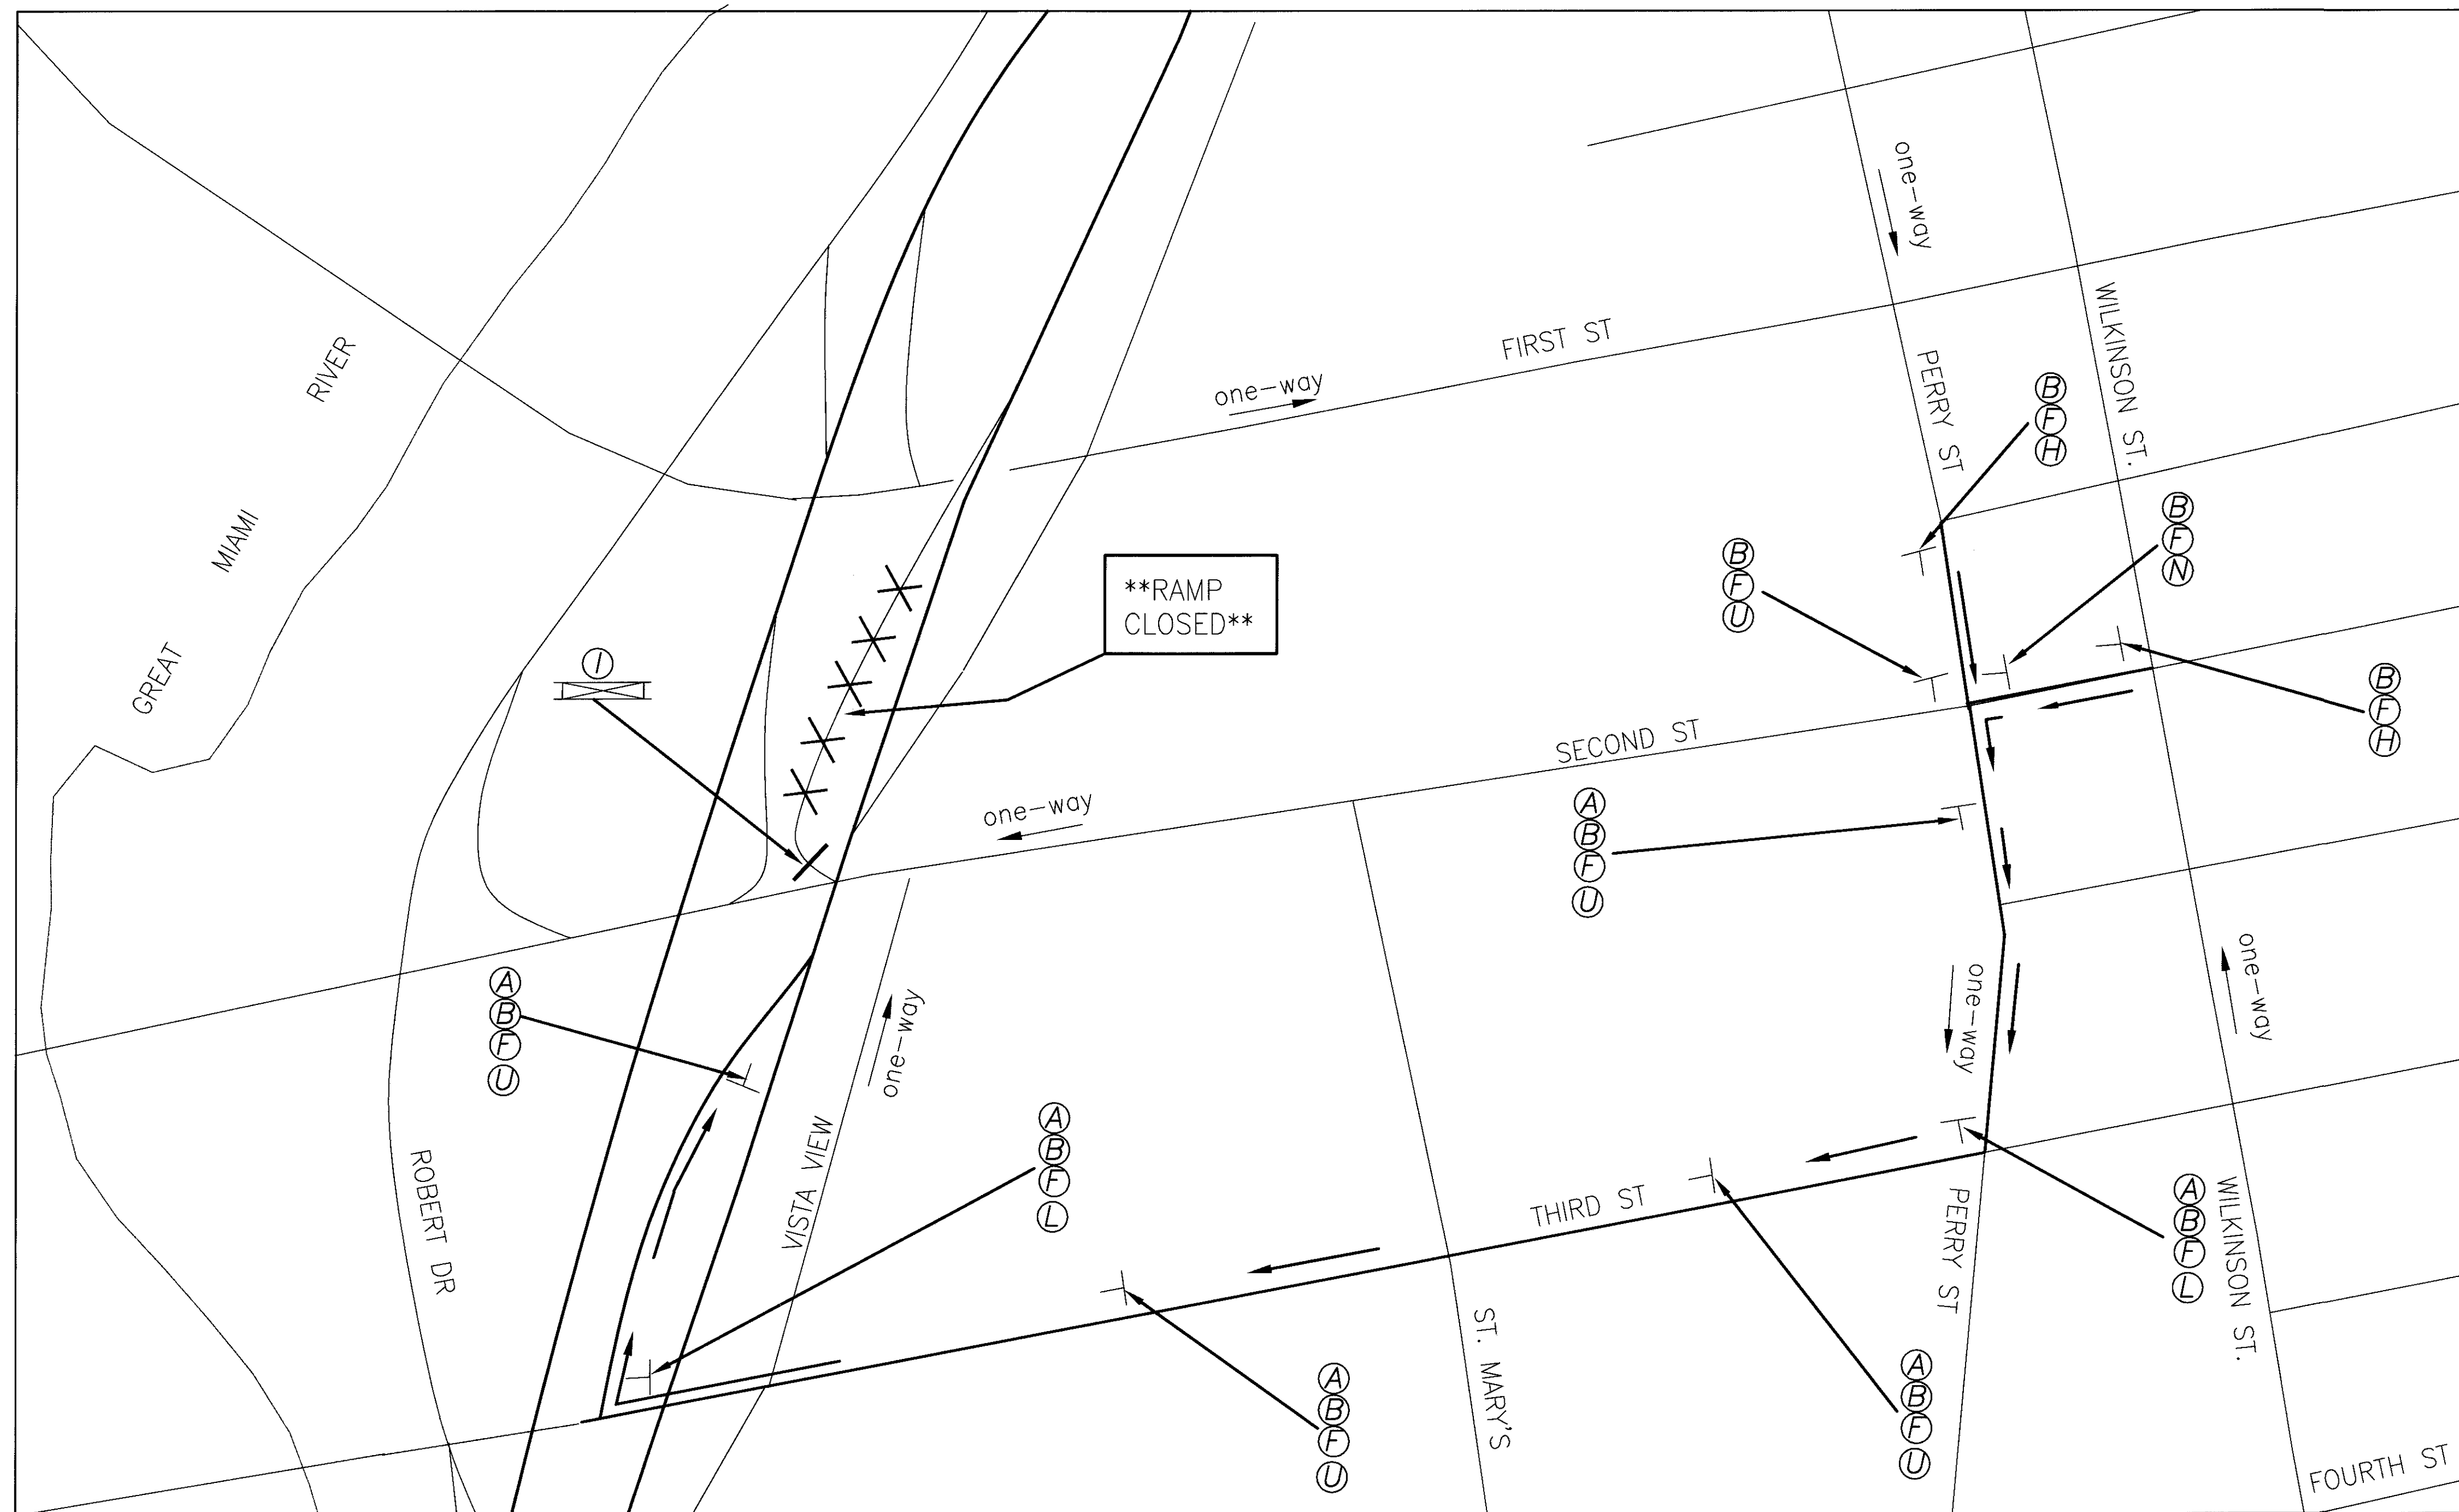 one-way
RIVER
MIAMI
GREAT
one-way
FIRST ST
PERRY ST
WILKINSON ST.
B
F
H
B
F
N
B
F
U
**RAMP
CLOSED**
I
B
F
H
SECOND ST
one-way
A
B
F
U
A
B
F
U
one-way
one-way
one-way
VISTA VIEW
ROBERT DR
A
B
F
L
THIRD ST
PERRY ST
A
B
F
L
WILKINSON ST.
ST. MARY'S
A
B
F
U
A
B
F
U
FOURTH ST